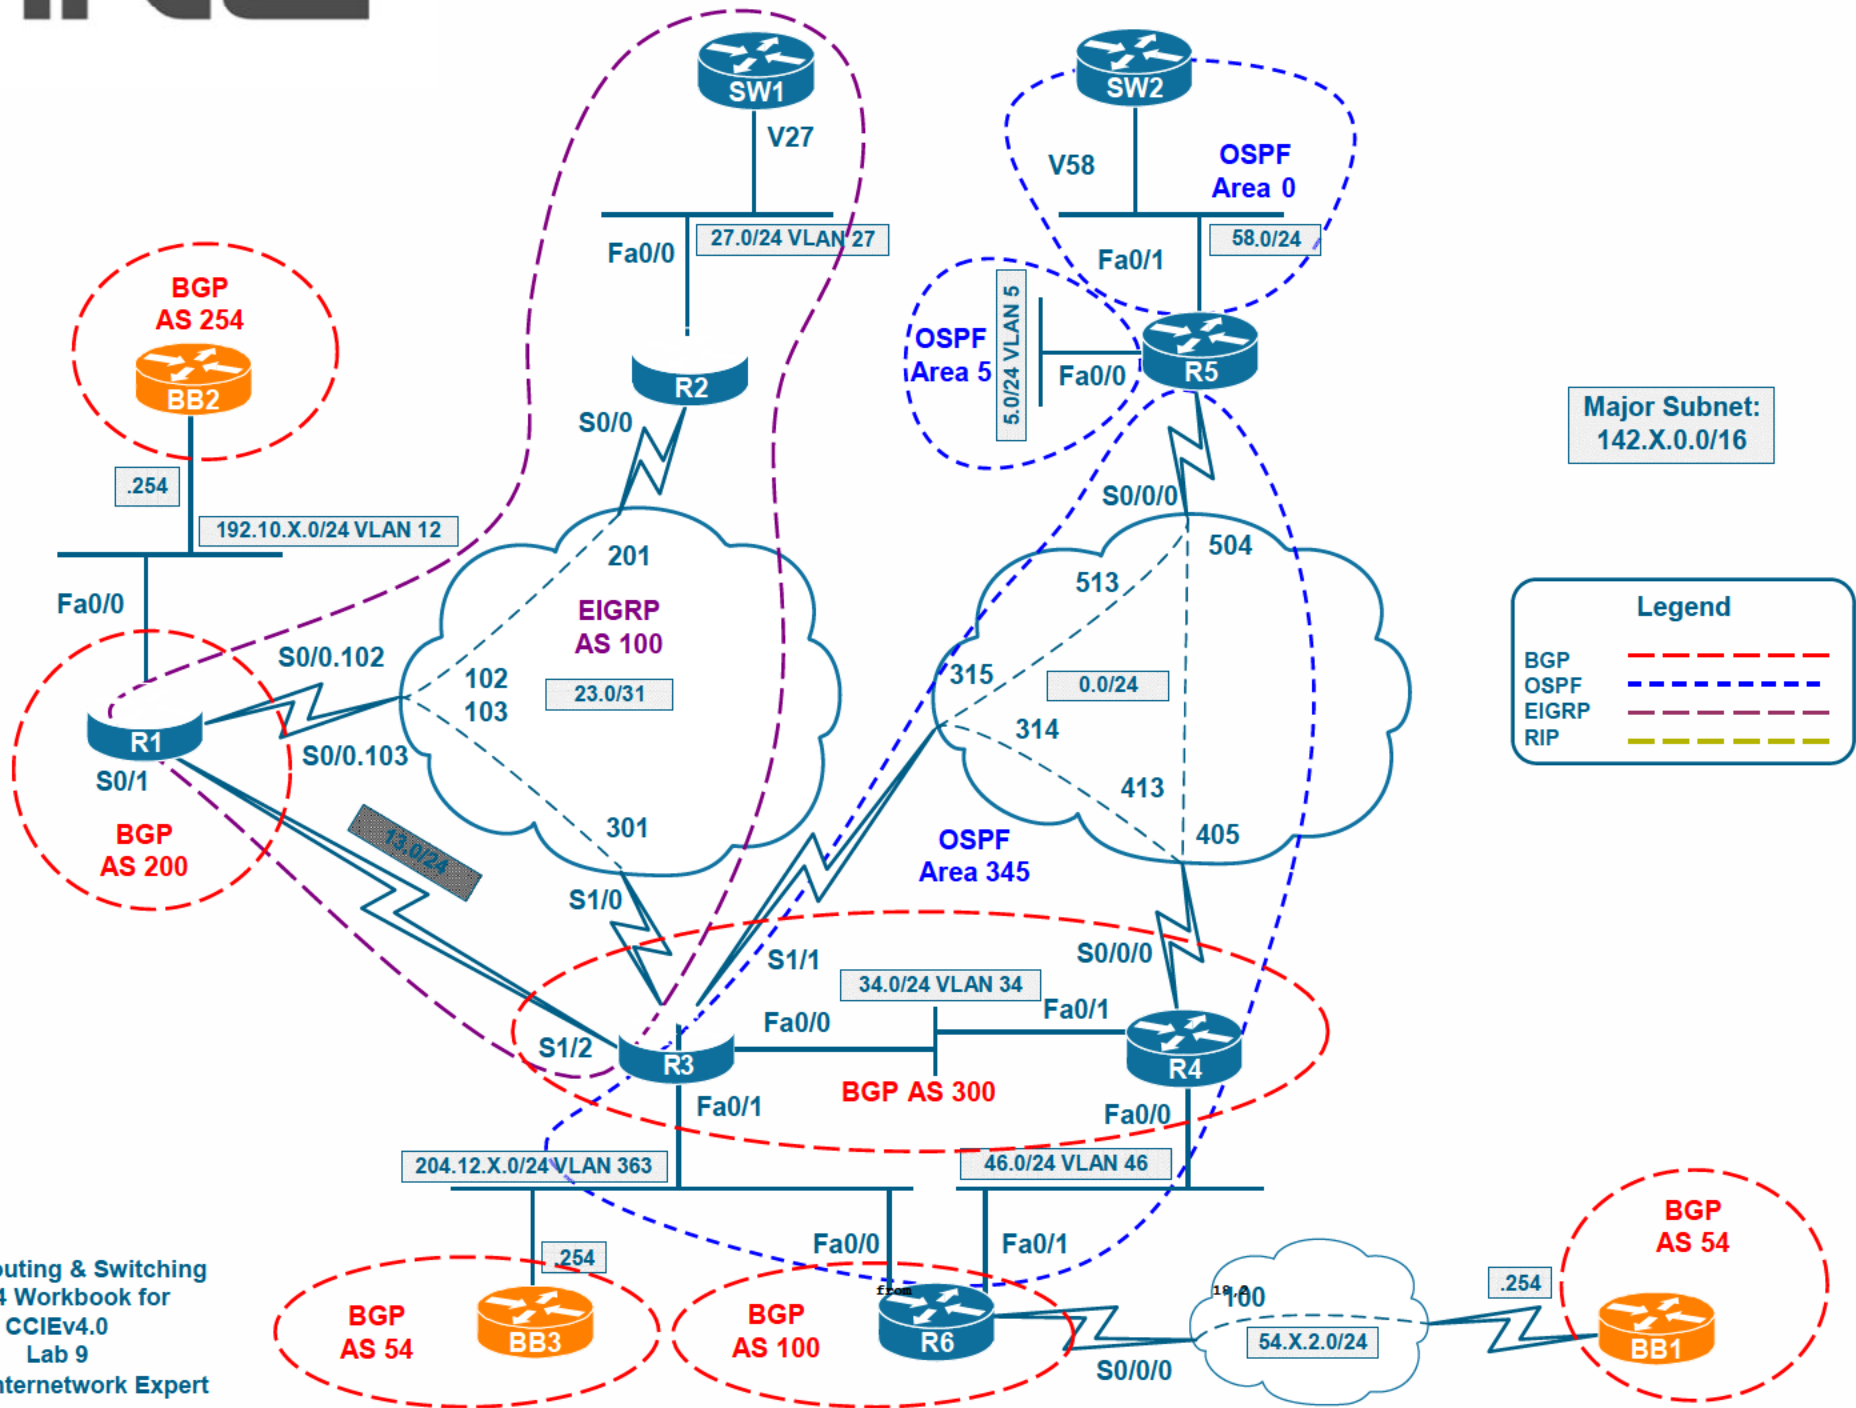 SW1
V27
27.0/24 VLAN 27
Fa0/0
R2
S0/0
SW2
V58
OSPF
Area 0
58.0/24
Fa0/1
OSPF
Area 5
5.0/24 VLAN 5
Fa0/0
R5
S0/0/0
Major Subnet:
142.X.0.0/16
BGP
AS 254
BB2
.254
192.10.X.0/24 VLAN 12
Fa0/0
201
EIGRP
AS 100
23.0/31
102
103
S0/0.102
S0/0.103
R1
S0/1
BGP
AS 200
13.0/24
301
S1/0
504
513
315
0.0/24
314
413
405
OSPF
Area 345
Legend
BGP
OSPF
EIGRP
RIP
S1/1
S0/0/0
34.0/24 VLAN 34
Fa0/0
Fa0/1
S1/2
R3
R4
BGP AS 300
Fa0/1
Fa0/0
204.12.X.0/24 VLAN 363
46.0/24 VLAN 46
Fa0/0
Fa0/1
.254
BGP
AS 54
BB3
BGP
AS 100
from
R6
S0/0/0
100
54.X.2.0/24
.254
BGP
AS 54
BB1
outing & Switching
4 Workbook for
CCIEv4.0
Lab 9
nternetwork Expert